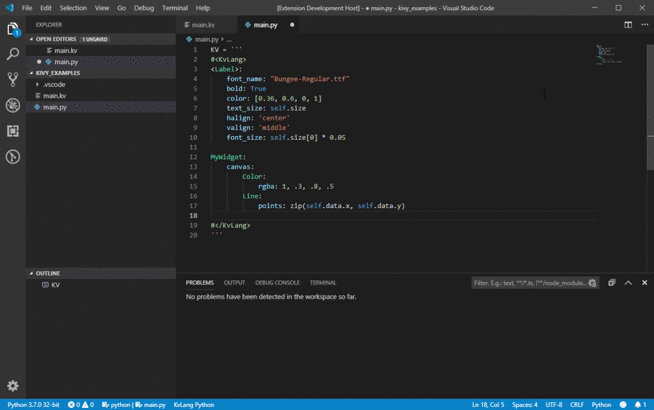 File Edit Selection View Go Debug Terminal Help [Extension Development Host] - ● main.py - kivy_examples - Visual Studio Code
EXPLORER
OPEN EDITORS 1 UNSAVED
main.kv
main.py
KIVY_EXAMPLES
.vscode
main.kv
main.py
OUTLINE
KV
main.kv main.py
main.py > ...
1 KV = '''
2 #<KvLang>
3 <Label>:
4 font_name: "Bungee-Regular.ttf"
5 bold: True
6 color: [0.36, 0.6, 0, 1]
7 text_size: self.size
8 halign: 'center'
9 valign: 'middle'
10 font_size: self.size[0] * 0.05
11
12 MyWidget:
13 canvas:
14 Color:
15 rgba: 1, .3, .8, .5
16 Line:
17 points: zip(self.data.x, self.data.y)
18
19 #</KvLang>
20 '''
PROBLEMS OUTPUT DEBUG CONSOLE TERMINAL Filter. E.g.: text, **/*.ts, !**/node_module...
No problems have been detected in the workspace so far.
Python 3.7.0 32-bit 0 0 python | main.py KvLang Python Ln 18, Col 5 Spaces: 4 UTF-8 CRLF Python 1